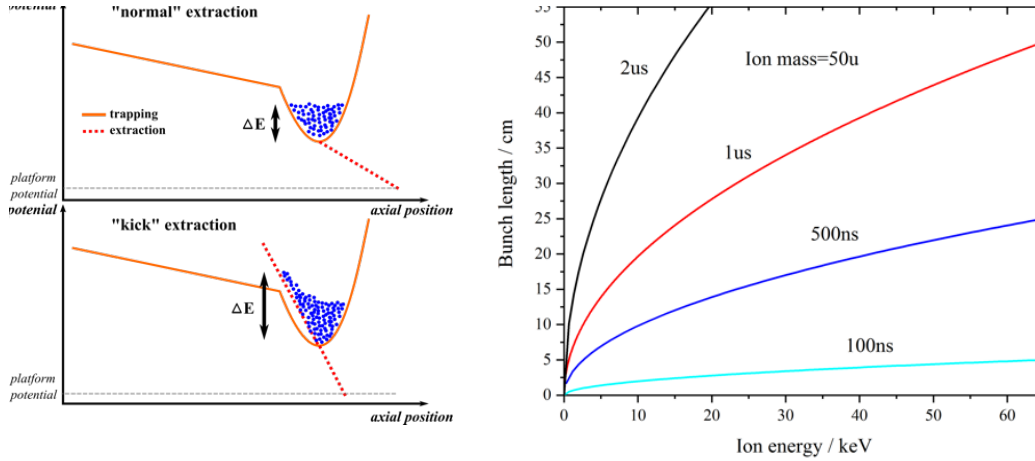 potential
"normal" extraction
trapping
extraction
△E
platform
potential
axial position
potential
"kick" extraction
△E
platform
potential
axial position
55
50
45
40
35
30
25
20
15
10
5
0
Bunch length / cm
2us
Ion mass=50u
1us
500ns
100ns
0
10
20
30
40
50
60
Ion energy / keV